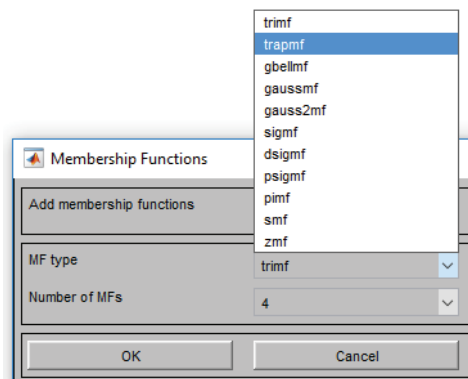 trimf
trapmf
gbellmf
gaussmf
gauss2mf
sigmf
dsigmf
psigmf
pimf
smf
zmf
Membership Functions
Add membership functions
MF type
trimf
Number of MFs
4
OK
Cancel